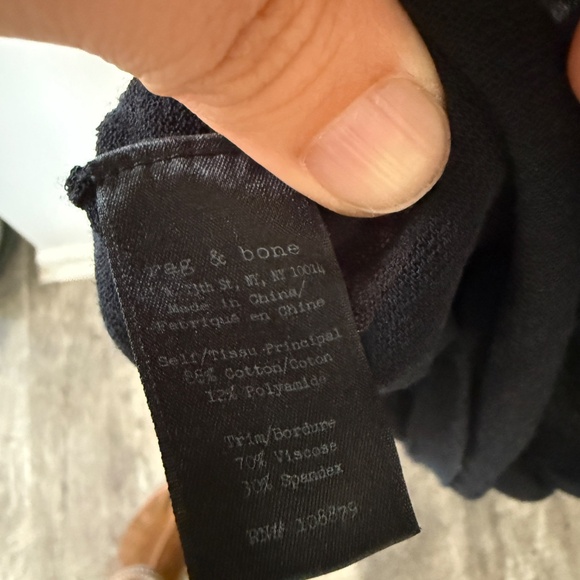 rag & bone
St, NY, NY 10014
Made in China/
Fabriqué en Chine
Self/Tissu Principal
88% Cotton/Coton
12% Polyamide
Trim/Bordure
70% Viscose
30% Spandex
RN# 108879